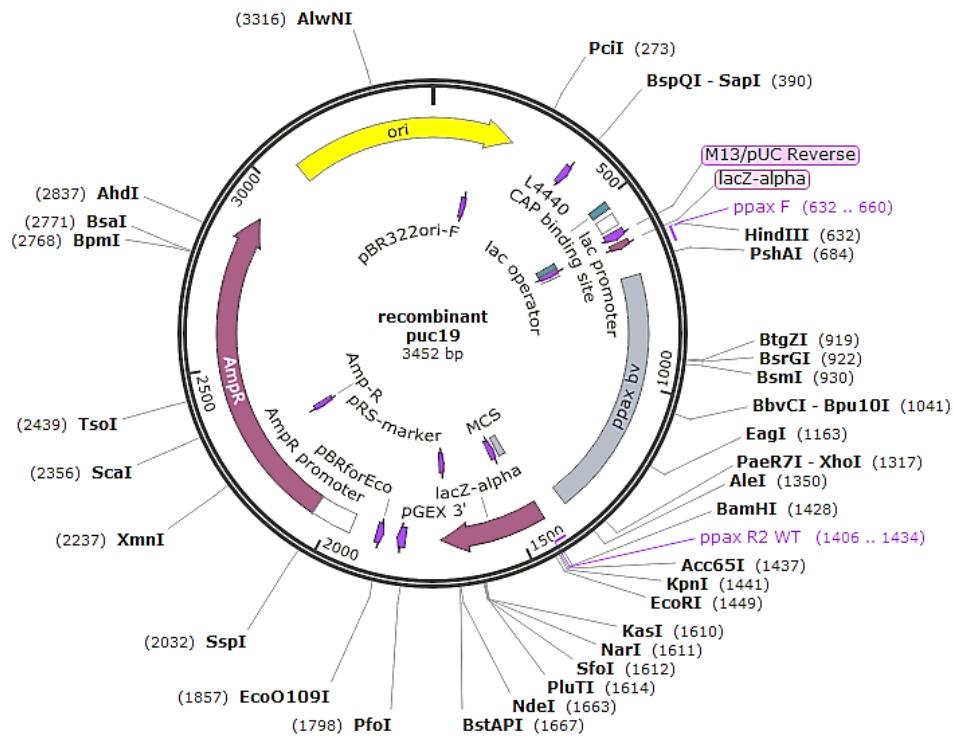 (3316) AlwNI
PciI (273)
BspQI - SapI (390)
M13/pUC Reverse
lacZ-alpha
ppax F (632 .. 660)
HindIII (632)
PshAI (684)
BtgZI (919)
BsrGI (922)
BsmI (930)
BbvCI - Bpu10I (1041)
EagI (1163)
PaeR7I - XhoI (1317)
AleI (1350)
BamHI (1428)
ppax R2 WT (1406 .. 1434)
Acc65I (1437)
KpnI (1441)
EcoRI (1449)
KasI (1610)
NarI (1611)
SfoI (1612)
PluTI (1614)
NdeI (1663)
BstAPI (1667)
(1798) PfoI
(1857) EcoO109I
(2032) SspI
(2237) XmnI
(2356) ScaI
(2439) TsoI
(2768) BpmI
(2771) BsaI
(2837) AhdI
500
1000
1500
2000
2500
3000
ori
L4440
CAP binding site
lac promoter
lac operator
pBR322ori-F
recombinant
puc19
3452 bp
ppax bv
MCS
lacZ-alpha
pGEX 3'
pBRforEco
pRS-marker
Amp-R
AmpR promoter
AmpR